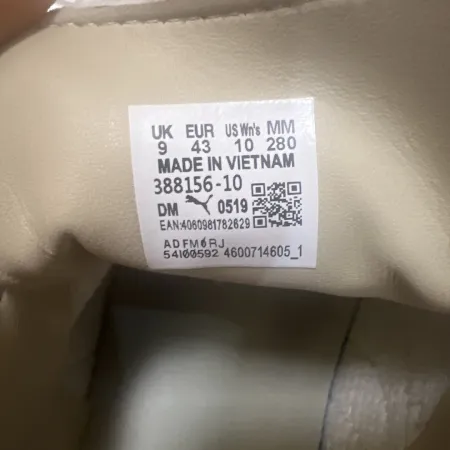 UK EUR US Wn's MM
9 43 10 280
MADE IN VIETNAM
388156-10
DM 0519
EAN:4060981782629
ADFM6RJ
54I00592 4600714605_1